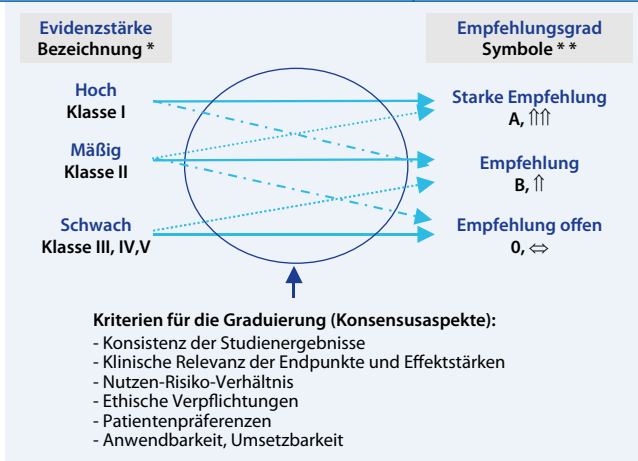 Evidenzstärke
Bezeichnung *
Empfehlungsgrad
Symbole * *
Hoch
Klasse I
Starke Empfehlung
A, ⇑⇑
Mäßig
Klasse II
Empfehlung
B, ⇑
Schwach
Klasse III, IV,V
Empfehlung offen
0, ⇔
Kriterien für die Graduierung (Konsensusaspekte):
- Konsistenz der Studienergebnisse
- Klinische Relevanz der Endpunkte und Effektstärken
- Nutzen-Risiko-Verhältnis
- Ethische Verpflichtungen
- Patientenpräferenzen
- Anwendbarkeit, Umsetzbarkeit